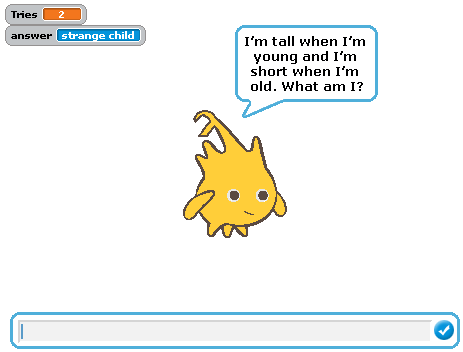 Tries 2
answer strange child
I'm tall when I'm
young and I'm
short when I'm
old. What am I?